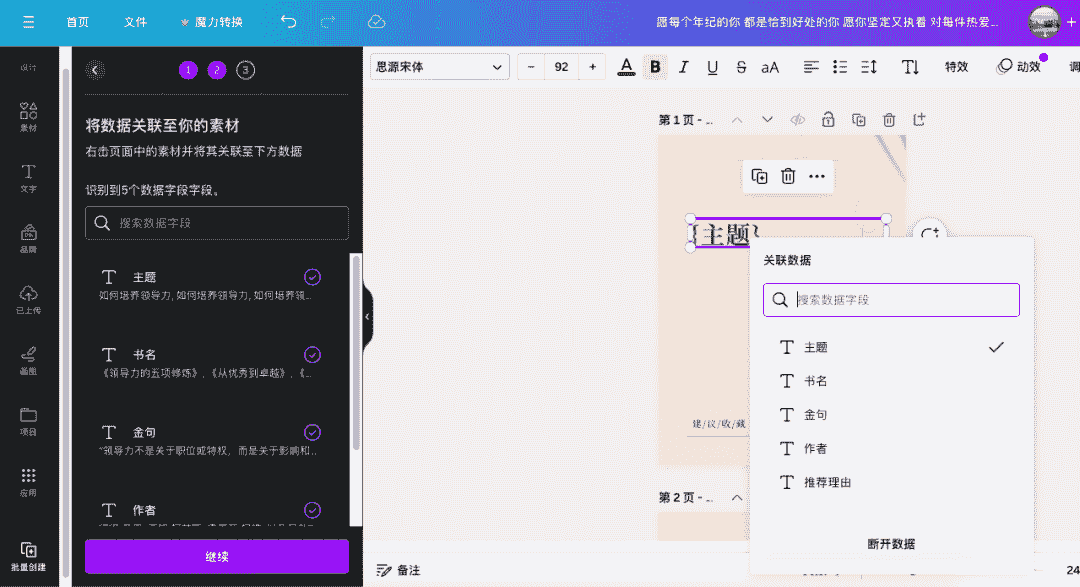 首页 文件 魔力转换 愿每个年纪的你 都是恰到好处的你 愿你坚定又执着 对每件热爱...
设计
素材
文字
品牌
已上传
画图
项目
应用
批量创建
1 2 3
将数据关联至你的素材
右击页面中的素材并将其关联至下方数据
识别到5个数据字段字段。
搜索数据字段
主题
如何培养领导力, 如何培养领导力, 如何培养领...
书名
《领导力的五项修炼》, 《从优秀到卓越》, 《...
金句
“领导力不是关于职位或特权，而是关于影响和...
作者
继续
思源宋体 - 92 + A B I U S aA 特效 动效 调
第 1 页 - ...
{主题}
建/议/收/藏
第 2 页 - ...
关联数据
搜索数据字段
主题
书名
金句
作者
推荐理由
断开数据
备注
24